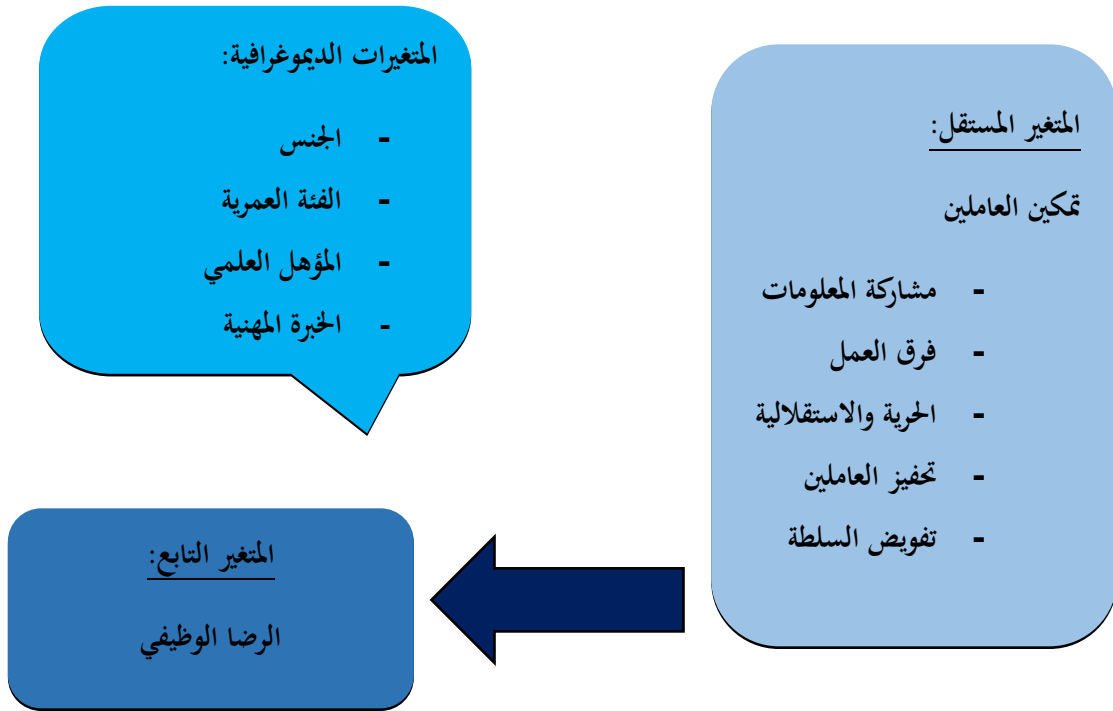 المتغير المستقل:
تمكين العاملين
- مشاركة المعلومات
- فرق العمل
- الحرية والاستقلالية
- تحفيز العاملين
- تفويض السلطة
المتغيرات الديموغرافية:
- الجنس
- الفئة العمرية
- المؤهل العلمي
- الخبرة المهنية
المتغير التابع:
الرضا الوظيفي